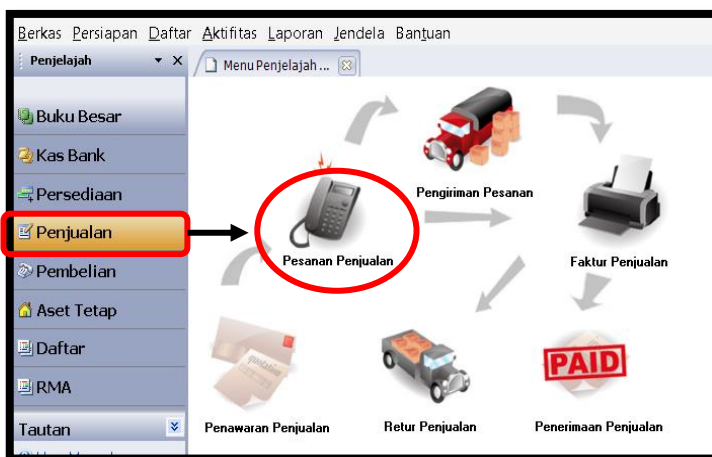 Berkas Persiapan Daftar Aktifitas Laporan Jendela Bantuan
Penjelajah
Menu Penjelajah ...
Buku Besar
Kas Bank
Persediaan
Penjualan
Pembelian
Aset Tetap
Daftar
RMA
Tautan
Pengiriman Pesanan
Pesanan Penjualan
Faktur Penjualan
quotation
PAID
Penawaran Penjualan
Retur Penjualan
Penerimaan Penjualan